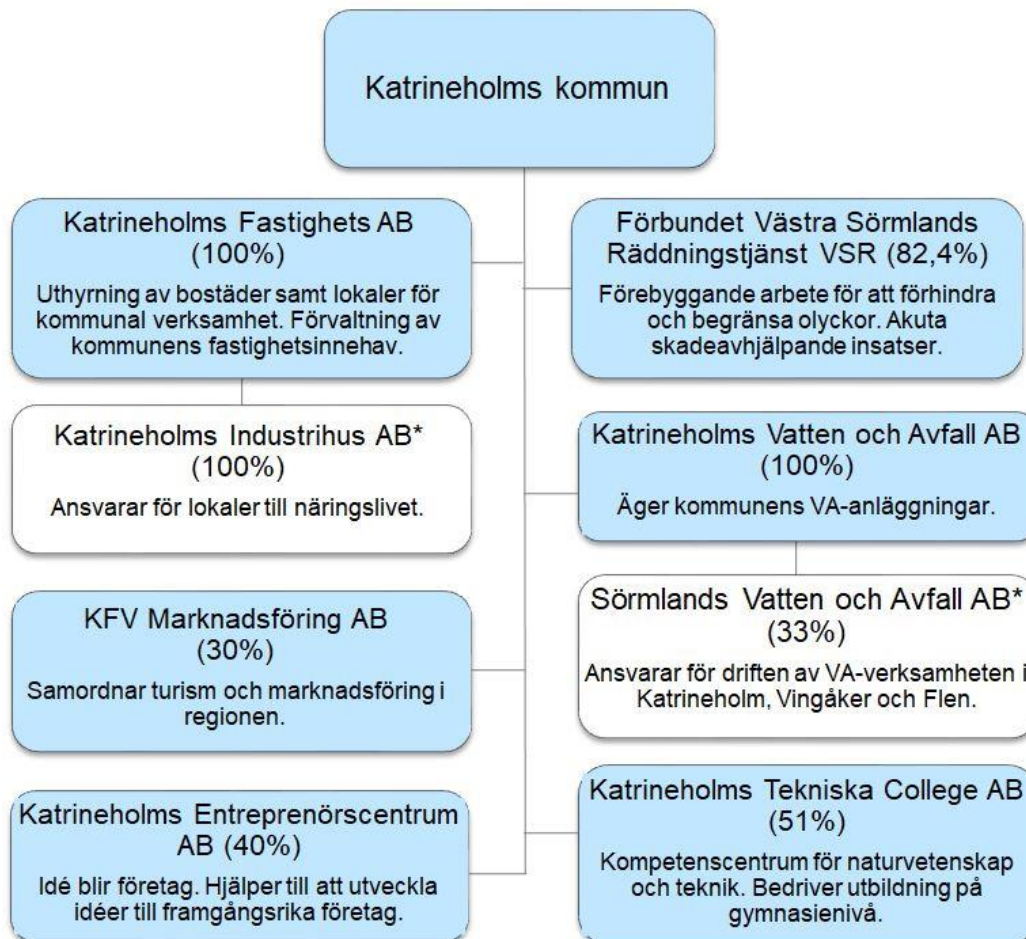 Katrineholms kommun
Katrineholms Fastighets AB
(100%)
Uthyrning av bostäder samt lokaler för
kommunal verksamhet. Förvaltning av
kommunens fastighetsinnehav.
Förbundet Västra Sörmlands
Räddningstjänst VSR (82,4%)
Förebyggande arbete för att förhindra
och begränsa olyckor. Akuta
skadeavhjälpande insatser.
Katrineholms Industrihus AB*
(100%)
Ansvarar för lokaler till näringslivet.
Katrineholms Vatten och Avfall AB
(100%)
Äger kommunens VA-anläggningar.
KFV Marknadsföring AB
(30%)
Samordnar turism och marknadsföring i
regionen.
Sörmlands Vatten och Avfall AB*
(33%)
Ansvarar för driften av VA-verksamheten i
Katrineholm, Vingåker och Flen.
Katrineholms Entreprenörscentrum
AB (40%)
Idé blir företag. Hjälper till att utveckla
idéer till framgångsrika företag.
Katrineholms Tekniska College AB
(51%)
Kompetenscentrum för naturvetenskap
och teknik. Bedriver utbildning på
gymnasienivå.